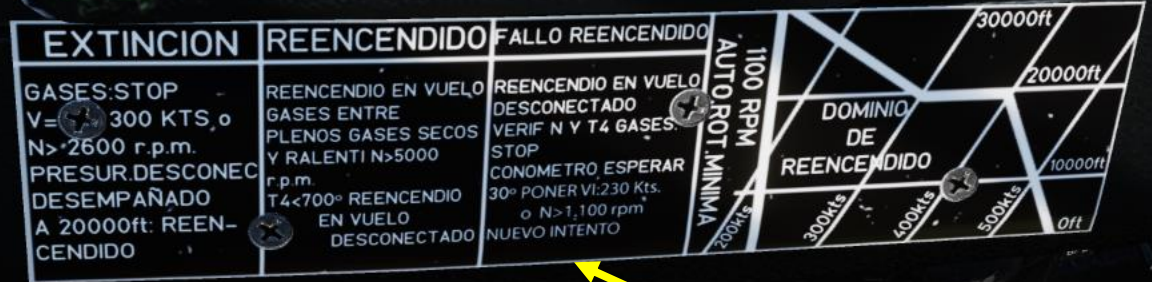 EXTINCION
GASES:STOP
V= 300 KTS, o
N> 2600 r.p.m.
PRESUR.DESCONEC
DESEMPAÑADO
A 20000ft: REEN-
CENDIDO
REENCENDIDO
REENCENDIO EN VUELO
GASES ENTRE
PLENOS GASES SECOS
Y RALENTI N>5000
r.p.m.
T4<700º REENCENDIO
EN VUELO
DESCONECTADO
FALLO REENCENDIDO
REENCENDIO EN VUELO
DESCONECTADO
VERIF N Y T4 GASES:
STOP
CONOMETRO ESPERAR
30º PONER VI:230 Kts.
o N>1,100 rpm
NUEVO INTENTO
1100 RPM
AUTO.ROT.MINIMA
30000ft
20000ft
DOMINIO
DE
REENCENDIDO
10000ft
200kts
300kts
400kts
500kts
0ft